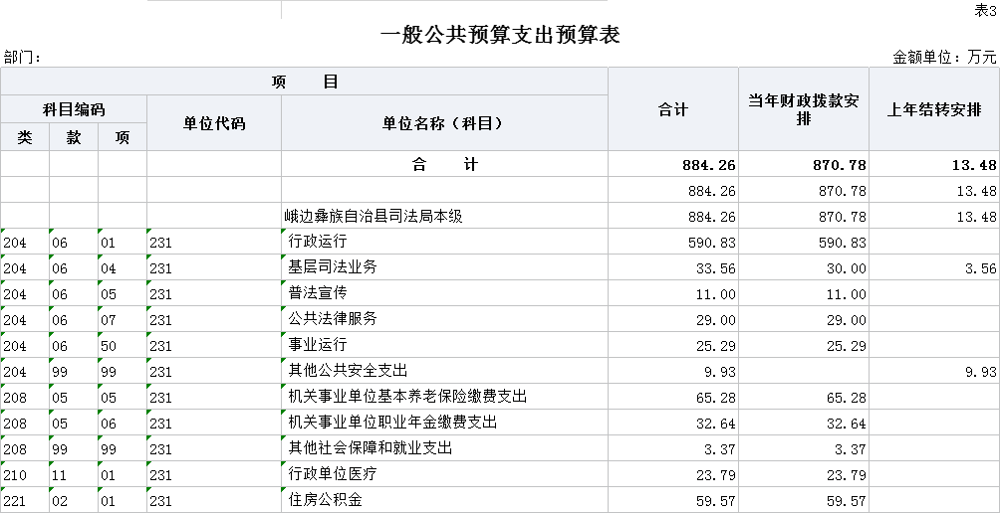 表3
一般公共预算支出预算表
部门： 金额单位：万元
项 目 合计 当年财政拨款安排 上年结转安排
科目编码 单位代码 单位名称（科目）
类 款 项
合 计 884.26 870.78 13.48
884.26 870.78 13.48
峨边彝族自治县司法局本级 884.26 870.78 13.48
204 06 01 231 行政运行 590.83 590.83
204 06 04 231 基层司法业务 33.56 30.00 3.56
204 06 05 231 普法宣传 11.00 11.00
204 06 07 231 公共法律服务 29.00 29.00
204 06 50 231 事业运行 25.29 25.29
204 99 99 231 其他公共安全支出 9.93 9.93
208 05 05 231 机关事业单位基本养老保险缴费支出 65.28 65.28
208 05 06 231 机关事业单位职业年金缴费支出 32.64 32.64
208 99 99 231 其他社会保障和就业支出 3.37 3.37
210 11 01 231 行政单位医疗 23.79 23.79
221 02 01 231 住房公积金 59.57 59.57